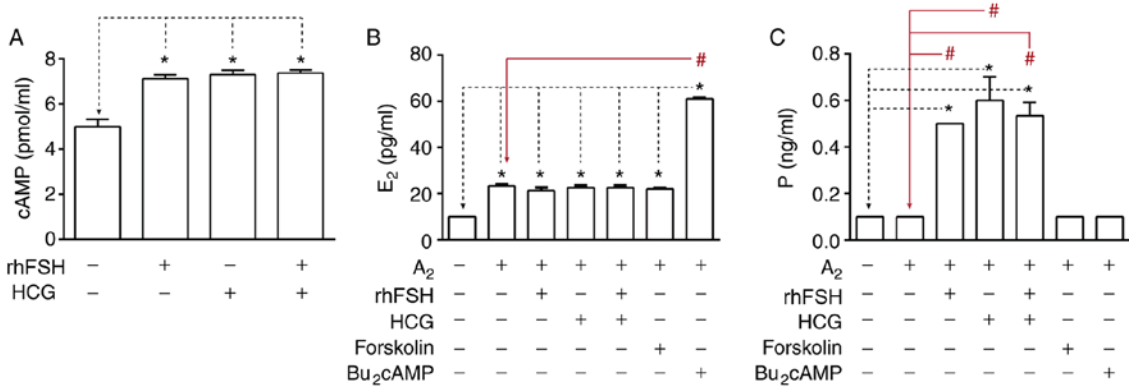 A
cAMP (pmol/ml)
8
6
4
2
0
* * *
rhFSH − + − +
HCG − − + +
B
#
E₂ (pg/ml)
80
60
40
20
0
* * * * * *
A₂ − + + + + + +
rhFSH − − + − + − −
HCG − − − + + − −
Forskolin − − − − − + −
Bu₂cAMP − − − − − − +
C
#
# #
P (ng/ml)
0.8
0.6
0.4
0.2
0.0
* * *
A₂ − + + + + + +
rhFSH − − + − + − −
HCG − − − + + − −
Forskolin − − − − − + −
Bu₂cAMP − − − − − − +